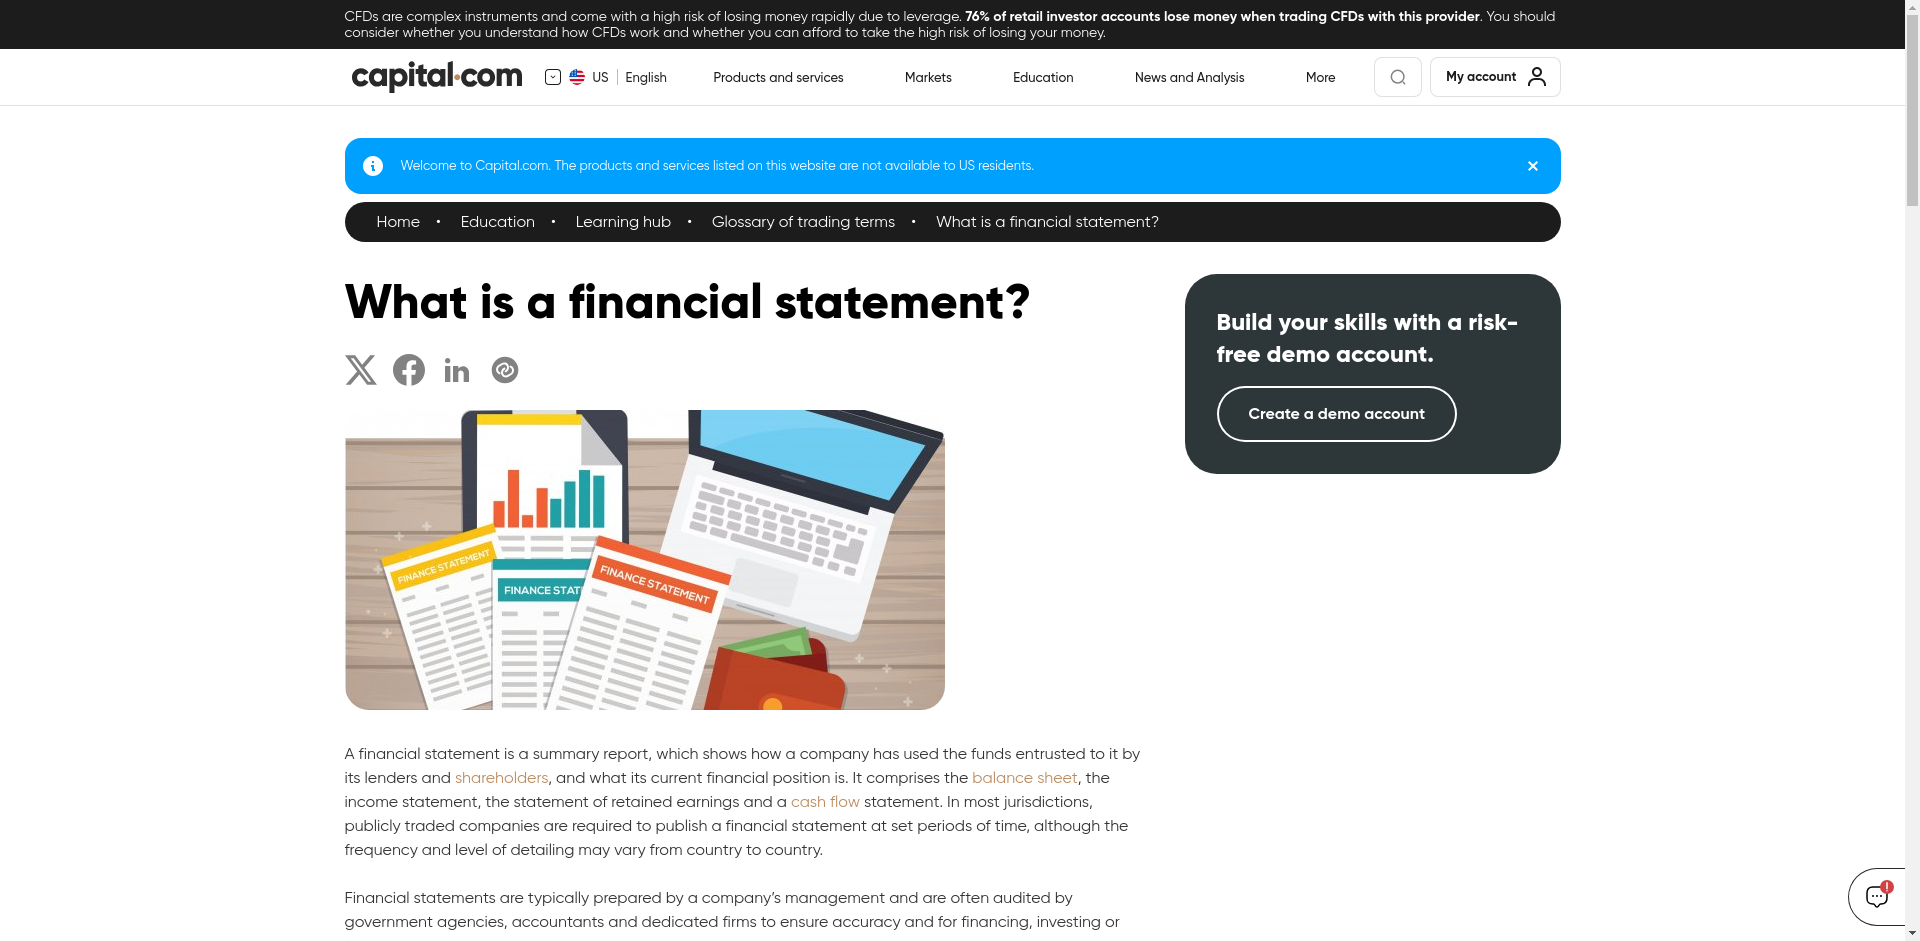 CFDs are complex instruments and come with a high risk of losing money rapidly due to leverage. 76% of retail investor accounts lose money when trading CFDs with this provider. You should
consider whether you understand how CFDs work and whether you can afford to take the high risk of losing your money.
capital.com
US
English
Products and services
Markets
Education
News and Analysis
More
My account
Welcome to Capital.com. The products and services listed on this website are not available to US residents.
Home • Education • Learning hub • Glossary of trading terms • What is a financial statement?
What is a financial statement?
Build your skills with a risk-
free demo account.
Create a demo account
FINANCE STATEMENT
FINANCE STAT
FINANCE STATEMENT
A financial statement is a summary report, which shows how a company has used the funds entrusted to it by
its lenders and shareholders, and what its current financial position is. It comprises the balance sheet, the
income statement, the statement of retained earnings and a cash flow statement. In most jurisdictions,
publicly traded companies are required to publish a financial statement at set periods of time, although the
frequency and level of detailing may vary from country to country.
Financial statements are typically prepared by a company’s management and are often audited by
government agencies, accountants and dedicated firms to ensure accuracy and for financing, investing or